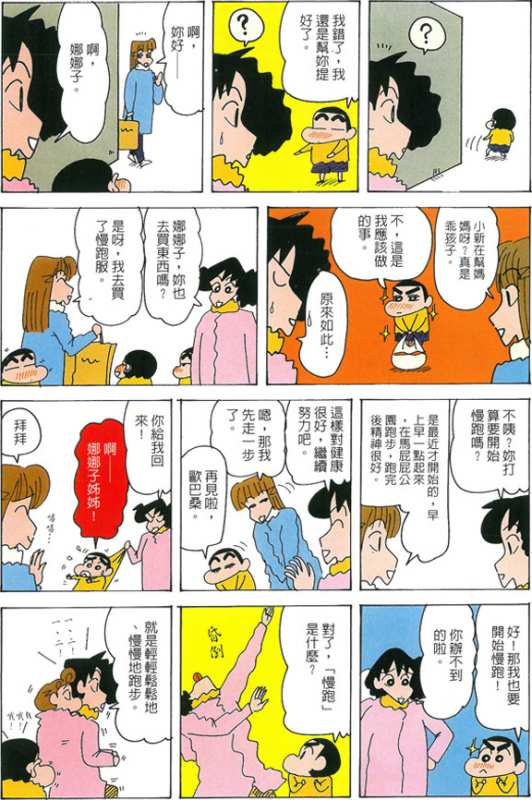 ？
我錯了，我
還是幫妳提
好了。
？
啊，
妳好——
啊，
娜娜子。
小新在幫媽
媽呀？真是
乖孩子。
不，這是
我應該做
的事。
原來如此…
娜娜子，妳也
去買東西嗎？
是呀，我去買
了慢跑服。
不咦？妳打
算要開始
慢跑嗎？
是最近才開始的，早
上早一點起來
，在馬屁屁公
園跑步，跑完
後精神很好。
這樣對健康
很好，繼續
努力吧。
嗯，那我
先走一步
了。
再見啦，
歐巴桑。
你給我回
來！
啊——
娜娜子姊姊！
拜拜
好！那我也要
開始慢跑！
你辦不到
的啦。
對了，「慢跑」
是什麼？
昏倒
就是輕輕鬆鬆地
、慢慢地跑步。